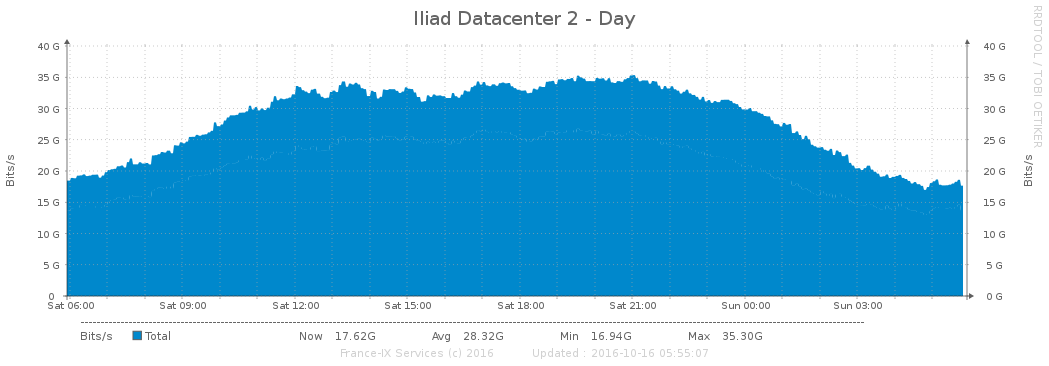 Iliad Datacenter 2 - Day
RRDTOOL / TOBI OETIKER
Bits/s
40 G 40 G
35 G 35 G
30 G 30 G
25 G 25 G
20 G 20 G
15 G 15 G
10 G 10 G
5 G 5 G
0 0 G
Bits/s
Sat 06:00 Sat 09:00 Sat 12:00 Sat 15:00 Sat 18:00 Sat 21:00 Sun 00:00 Sun 03:00
Bits/s Total Now 17.62G Avg 28.32G Min 16.94G Max 35.30G
France-IX Services (c) 2016 Updated : 2016-10-16 05:55:07